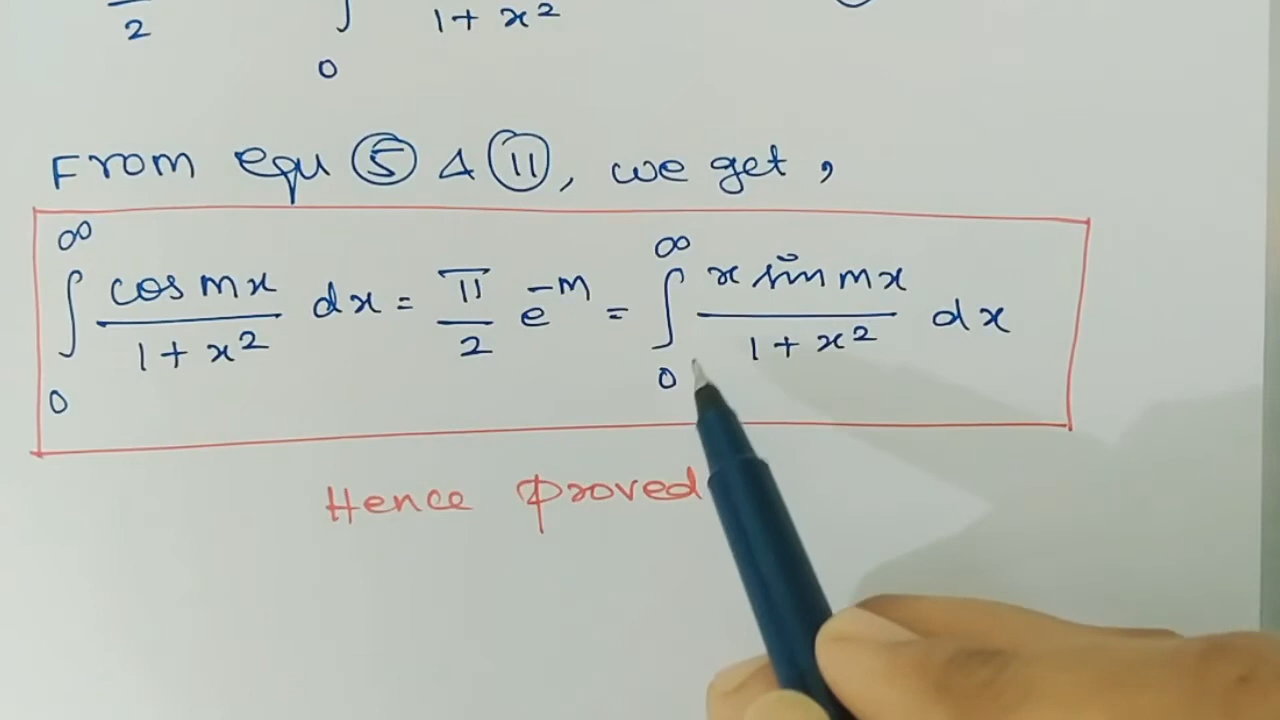 2 ∫ 1 + x²
0
From equ ⑤ & ⑪, we get,
∫₀^∞ cos mx / 1 + x² dx = π/2 e^-m = ∫₀^∞ x sin mx / 1 + x² dx
Hence proved